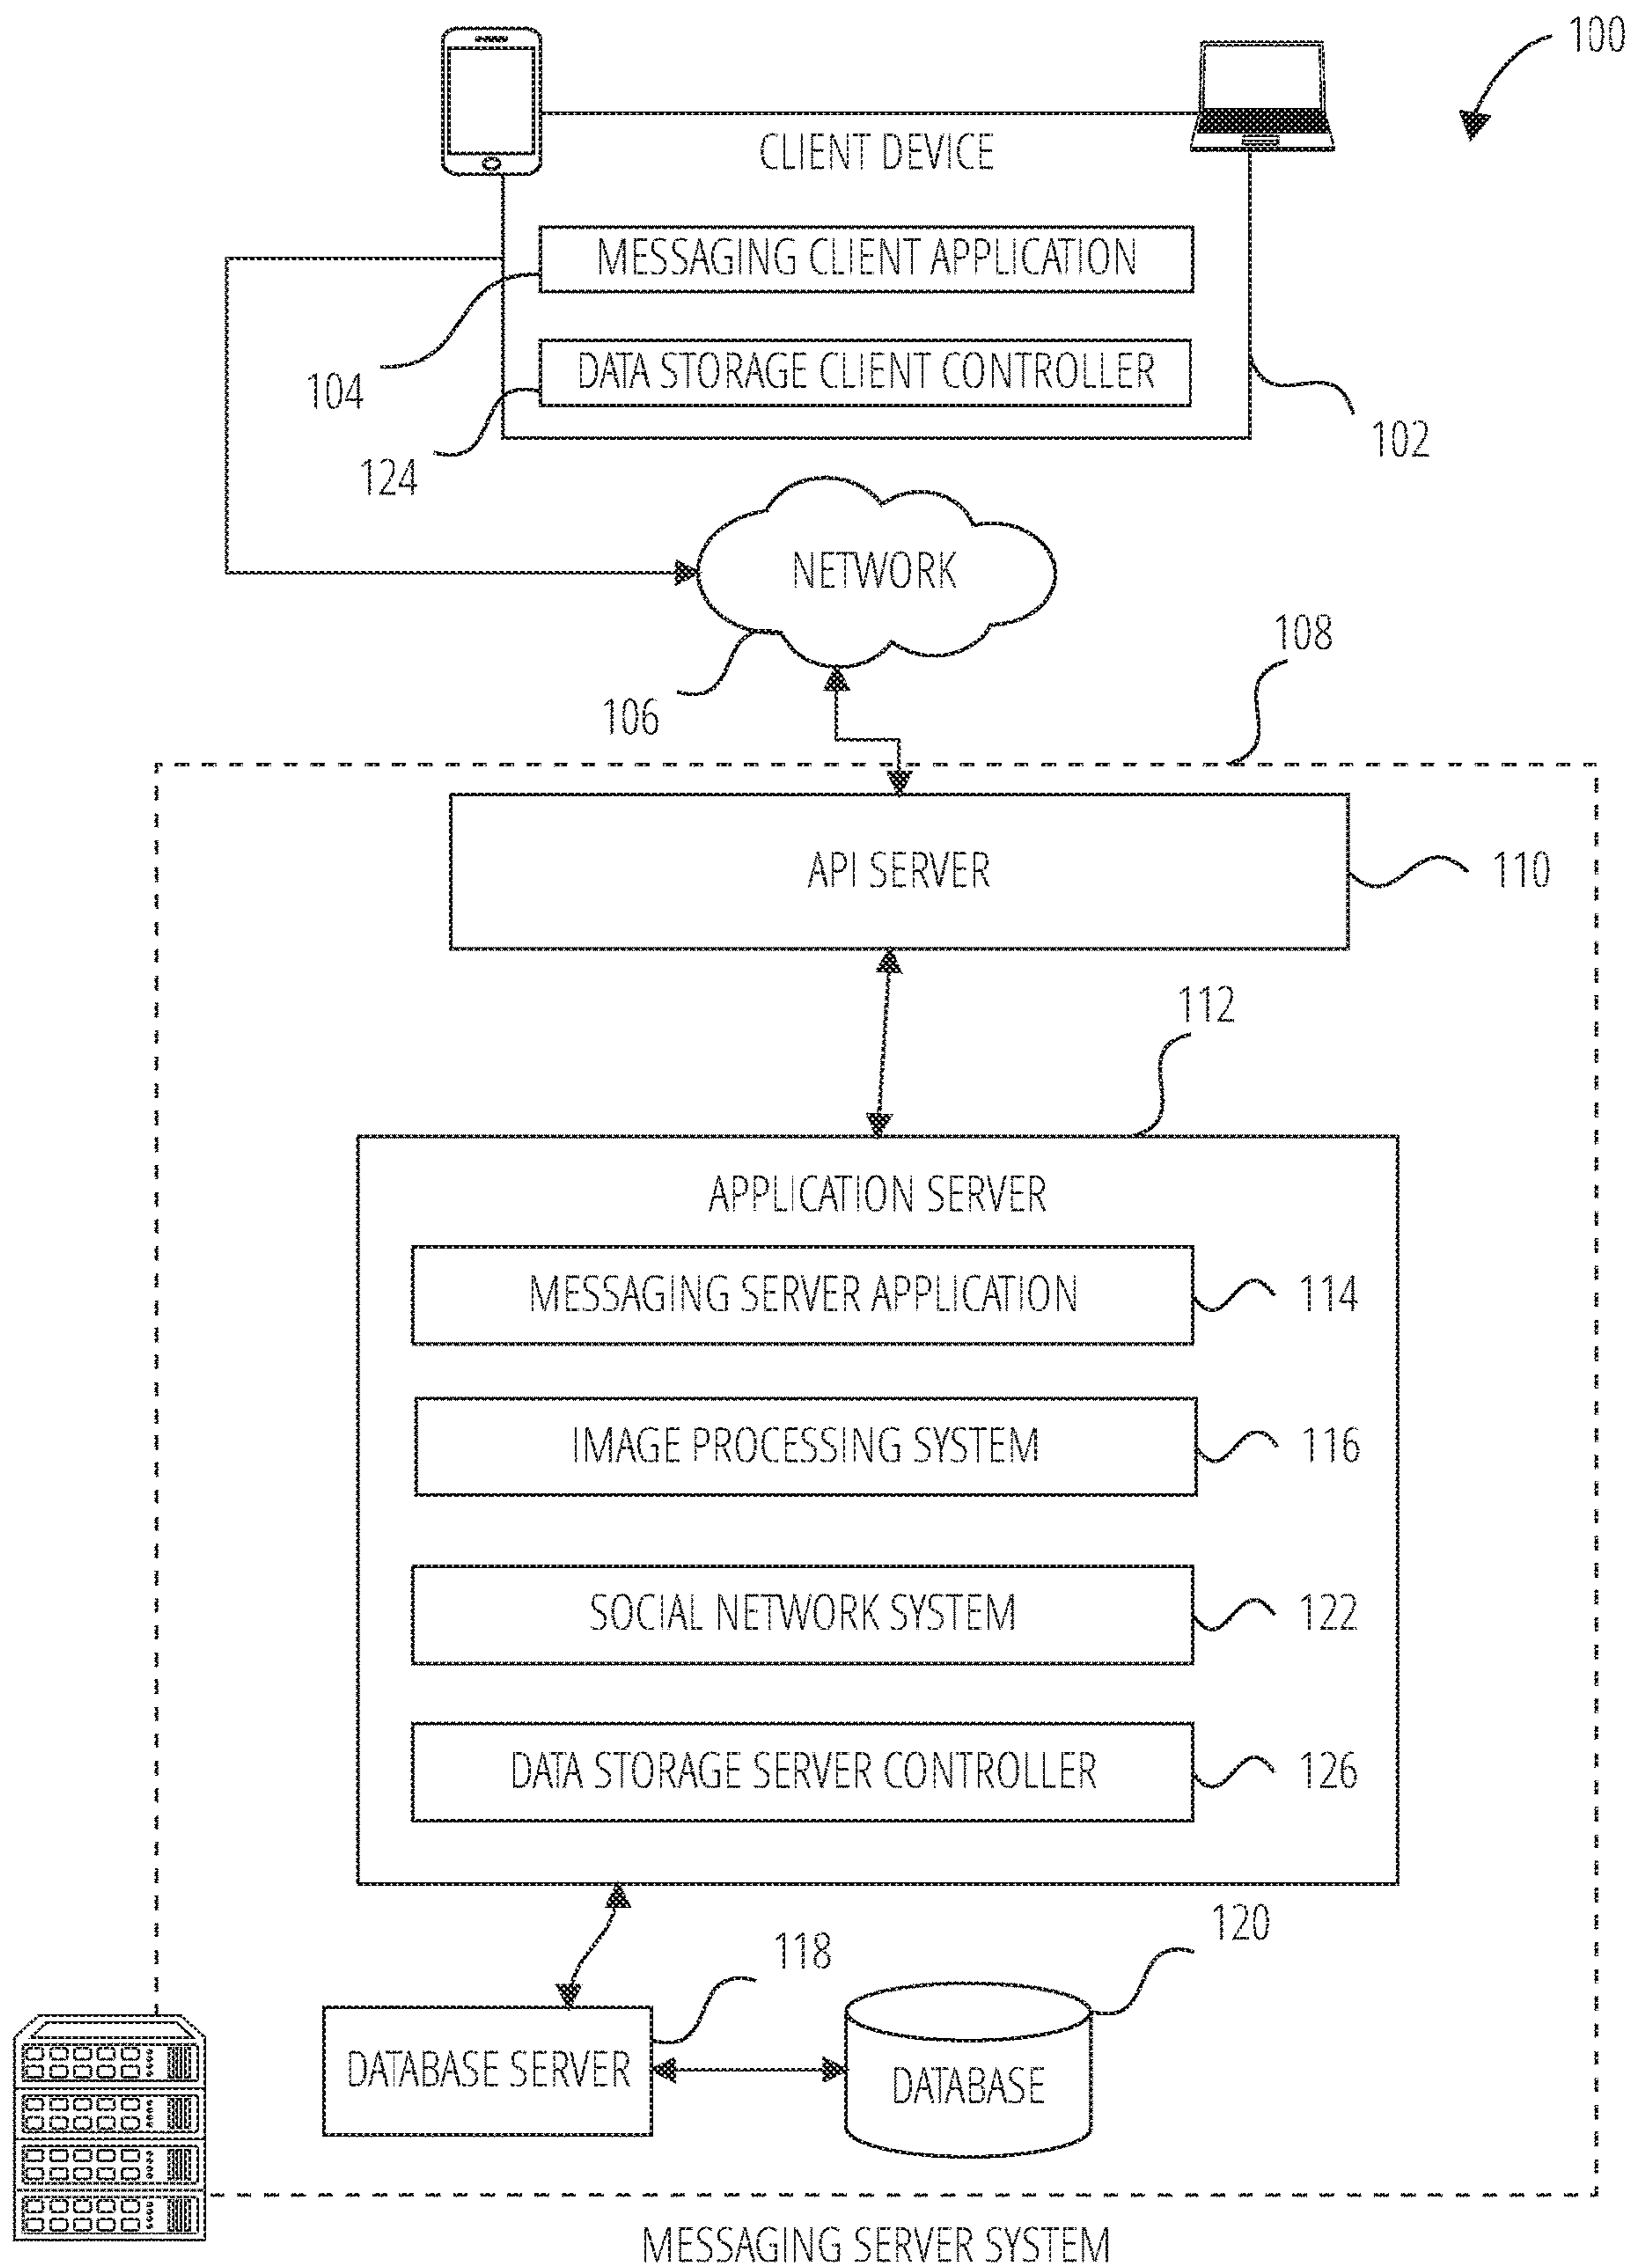 100
CLIENT DEVICE
MESSAGING CLIENT APPLICATION
104
DATA STORAGE CLIENT CONTROLLER
102
124
NETWORK
108
106
API SERVER
110
112
APPLICATION SERVER
MESSAGING SERVER APPLICATION
114
IMAGE PROCESSING SYSTEM
116
SOCIAL NETWORK SYSTEM
122
DATA STORAGE SERVER CONTROLLER
126
120
118
DATABASE SERVER
DATABASE
MESSAGING SERVER SYSTEM